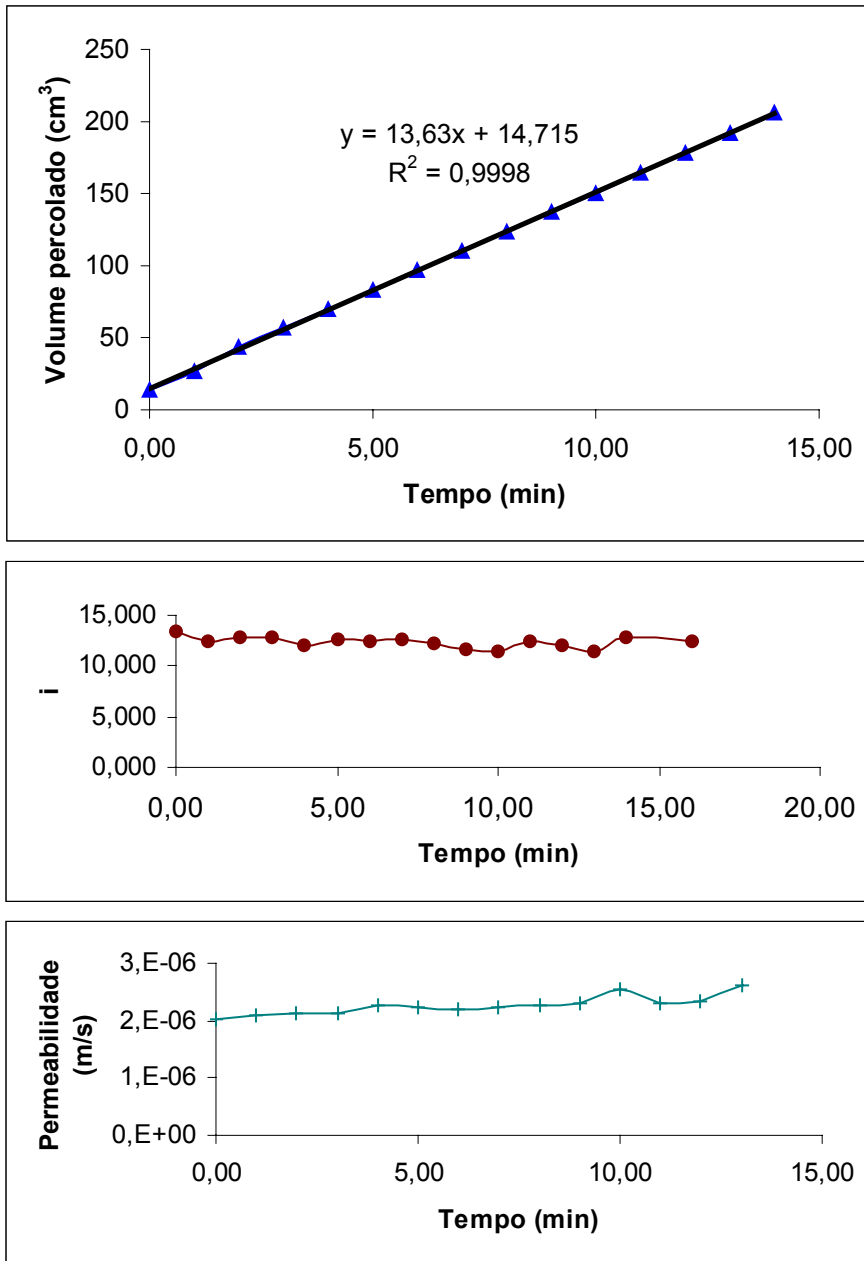 250
200
150
100
50
0
Volume percolado (cm³)
y = 13,63x + 14,715
R² = 0,9998
0,00 5,00 10,00 15,00
Tempo (min)
15,000
10,000
5,000
0,000
i
0,00 5,00 10,00 15,00 20,00
Tempo (min)
3,E-06
2,E-06
1,E-06
0,E+00
Permeabilidade
(m/s)
0,00 5,00 10,00 15,00
Tempo (min)